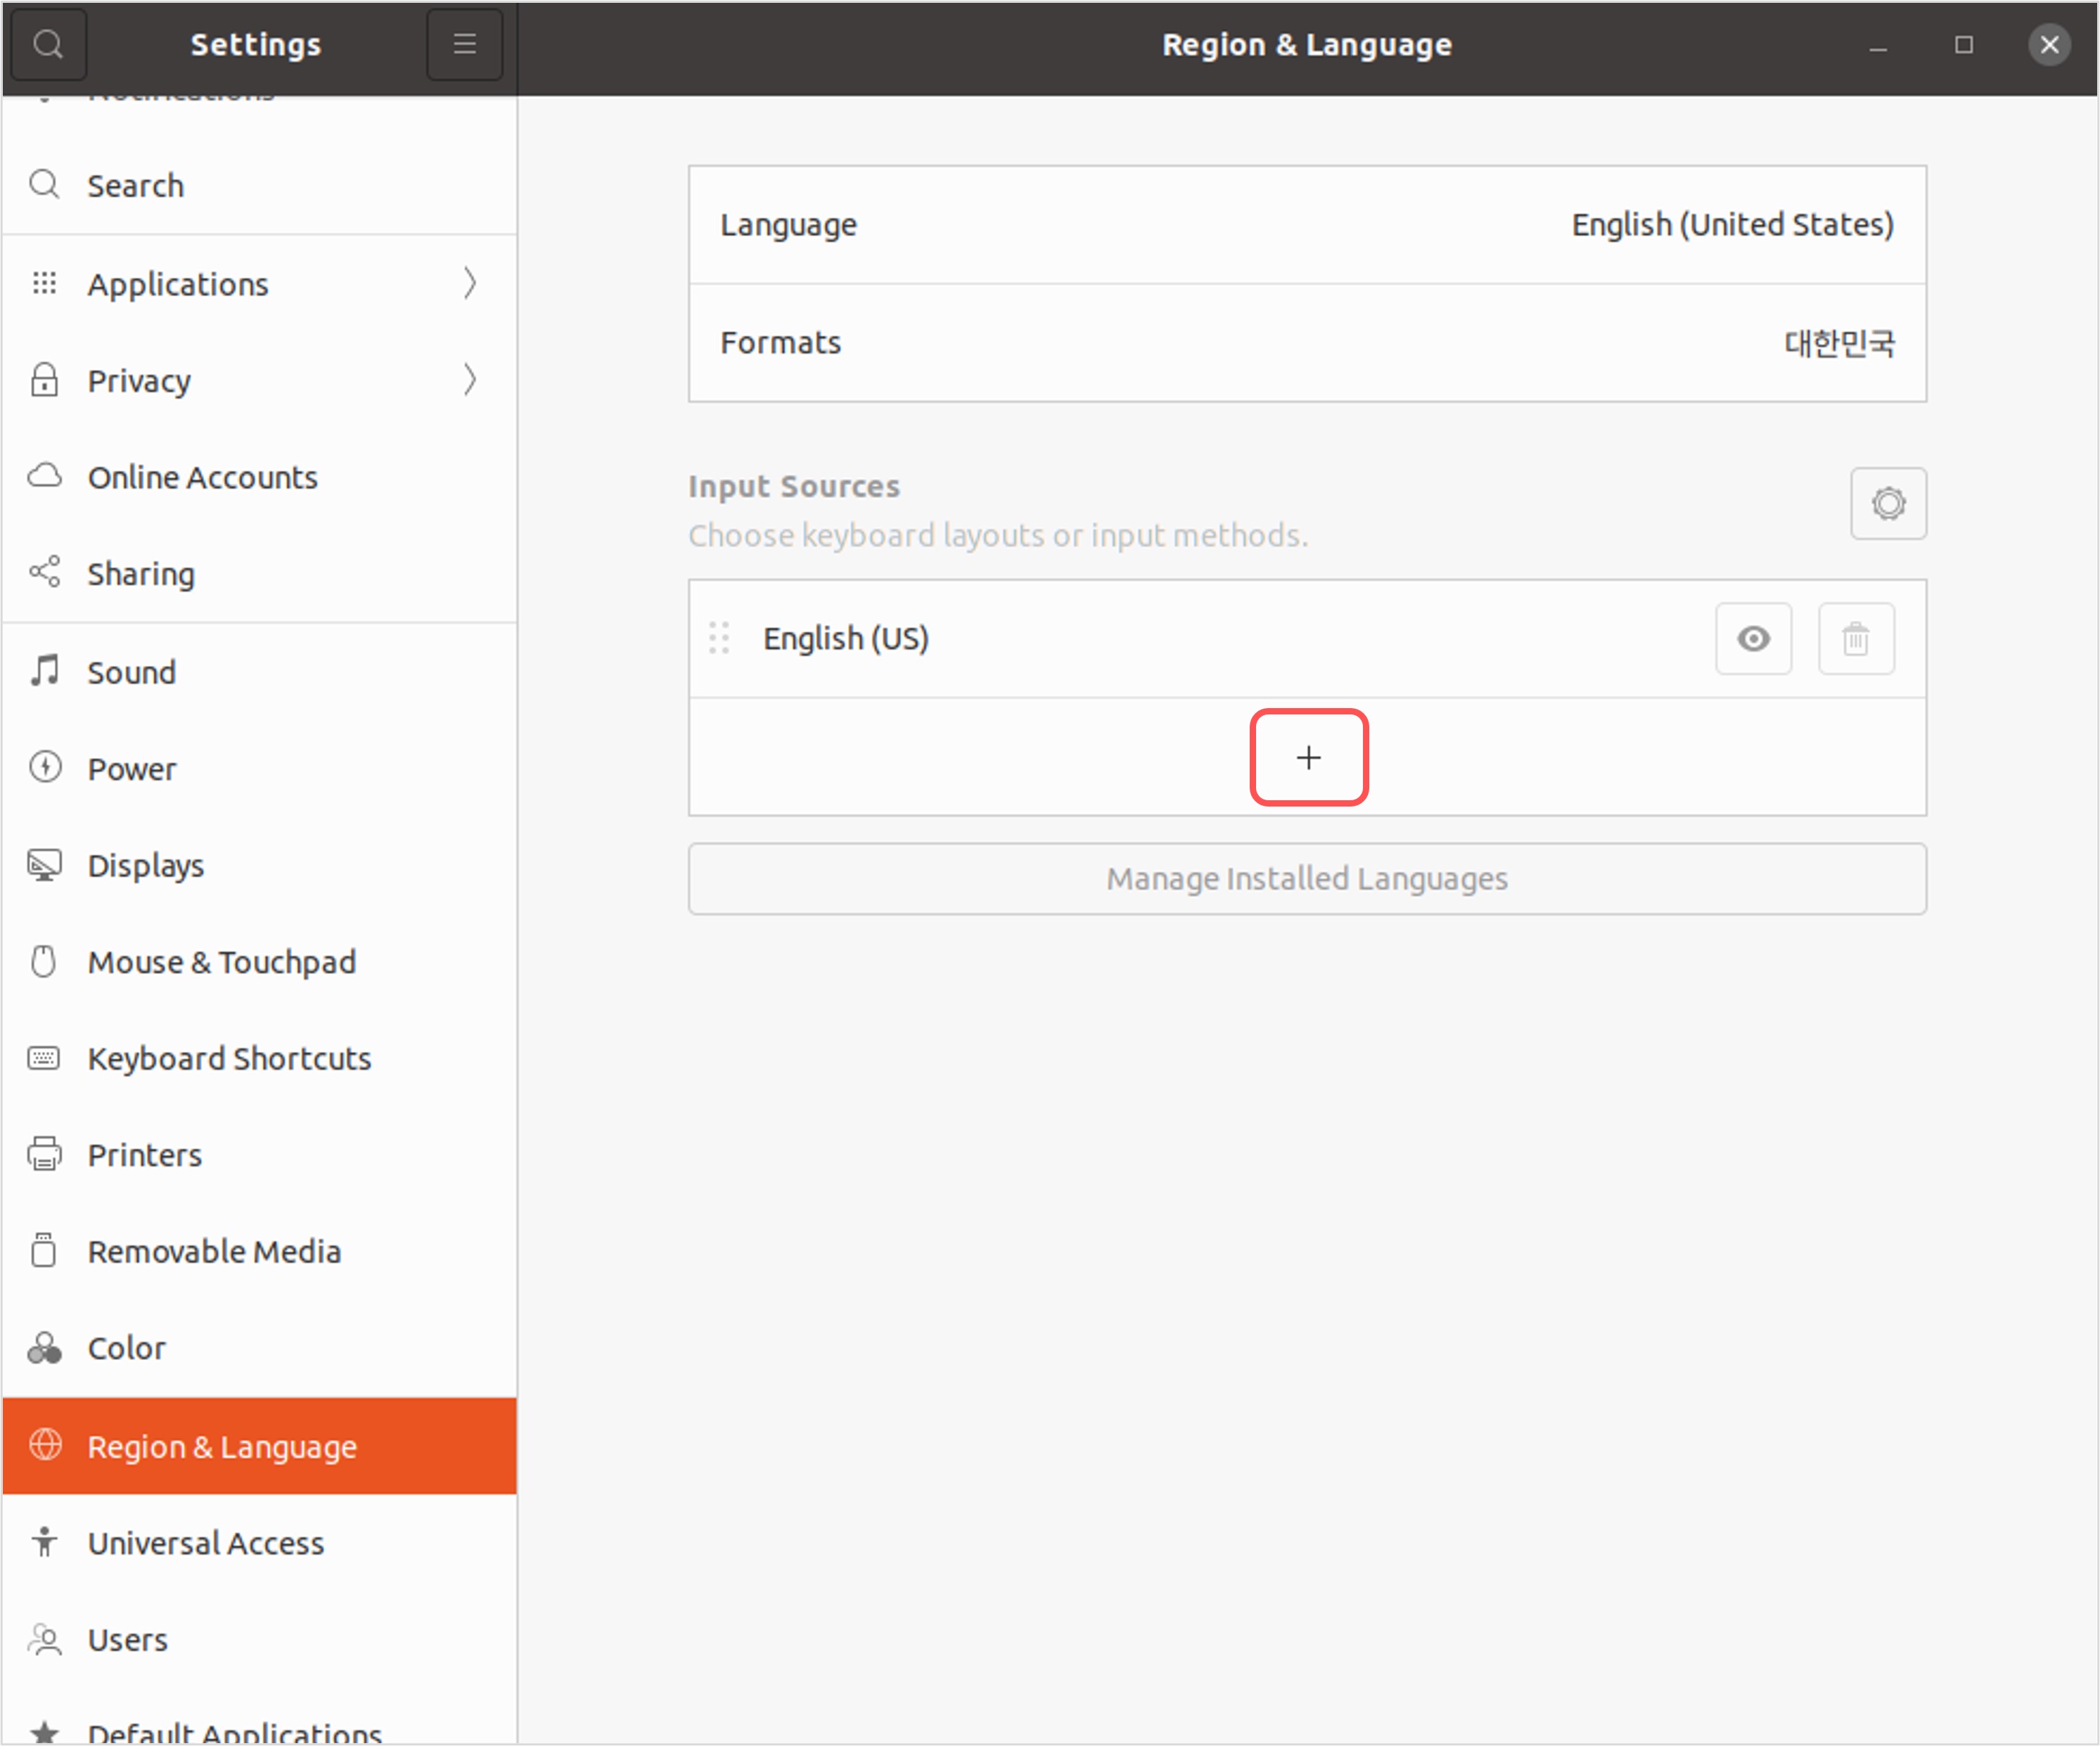 Settings
Region & Language
Notifications
Search
Applications
Privacy
Online Accounts
Sharing
Sound
Power
Displays
Mouse & Touchpad
Keyboard Shortcuts
Printers
Removable Media
Color
Region & Language
Universal Access
Users
Default Applications
Language English (United States)
Formats 대한민국
Input Sources
Choose keyboard layouts or input methods.
English (US)
+
Manage Installed Languages